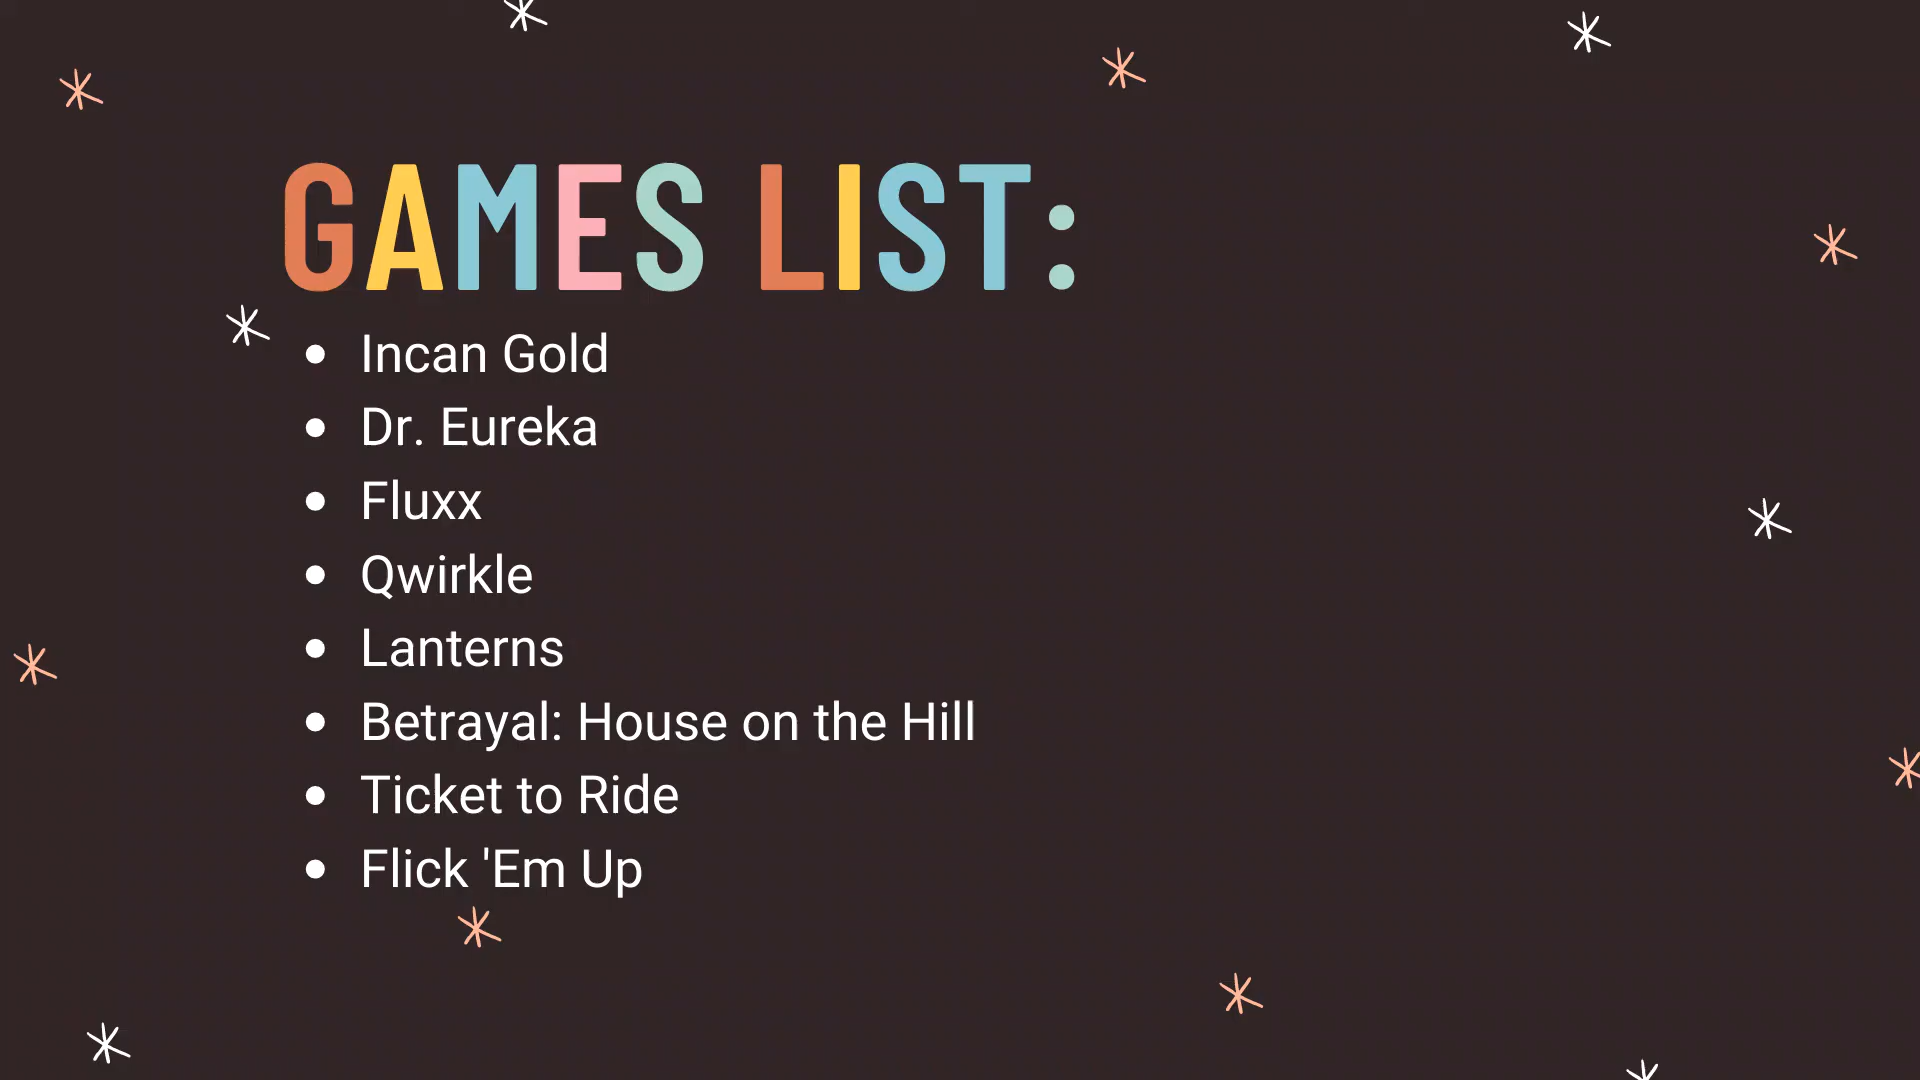 GAMES LIST:
• Incan Gold
• Dr. Eureka
• Fluxx
• Qwirkle
• Lanterns
• Betrayal: House on the Hill
• Ticket to Ride
• Flick 'Em Up